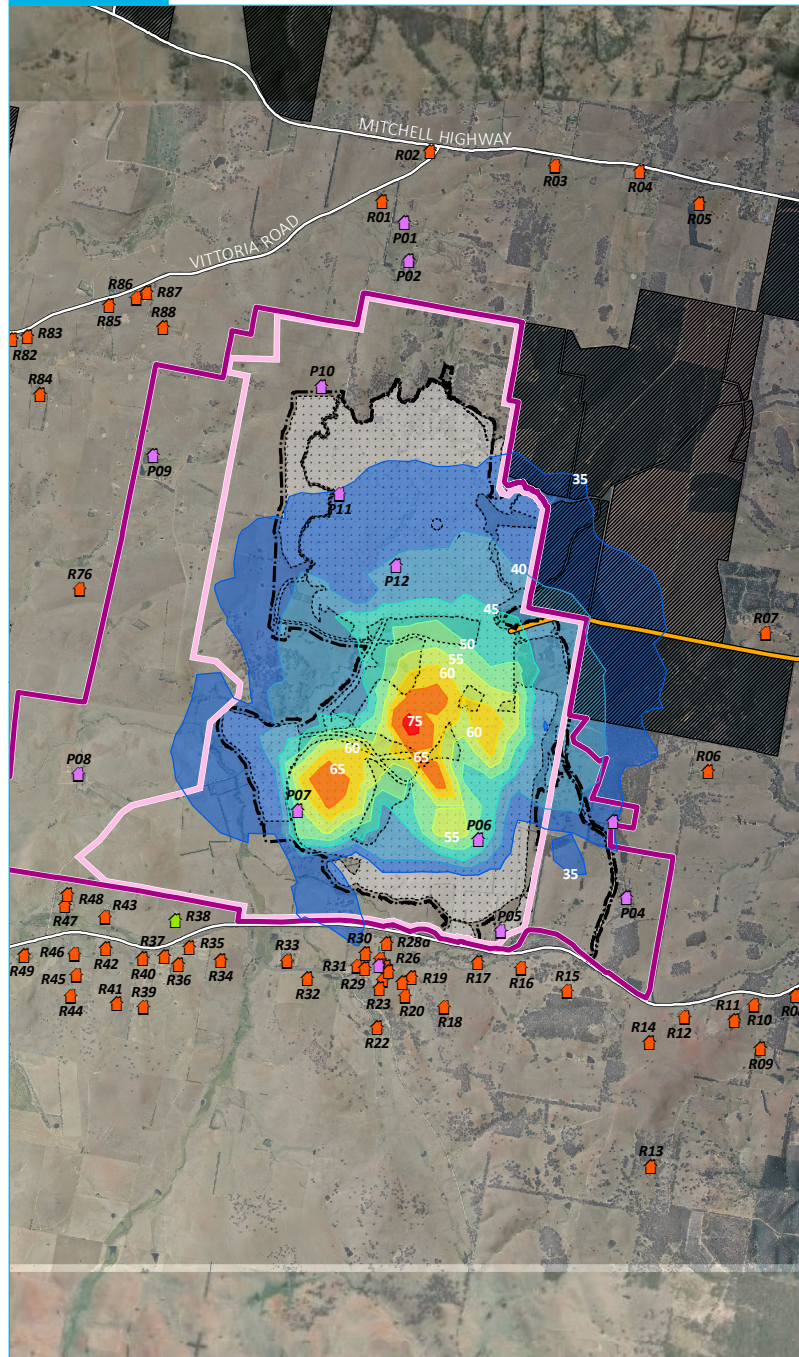 MITCHELL HIGHWAY
R02
R03
R04
R01
R05
P01
VITTORIA ROAD
P02
R86
R87
R85
R88
R83
R82
P10
R84
P09
35
P11
P12
40
R76
45
R07
50
55
60
75
60
60
65
65
R06
P08
P07
P06
55
35
R48
R47
R43
R38
P04
P05
R28a
R30
R35
R37
R46
R42
R49
R40
R36
R34
R33
R31
R26
R29
R19
R17
R16
R15
R45
R32
R23
R20
R44
R41
R39
R18
R22
R11
R10
R12
R14
R09
R13